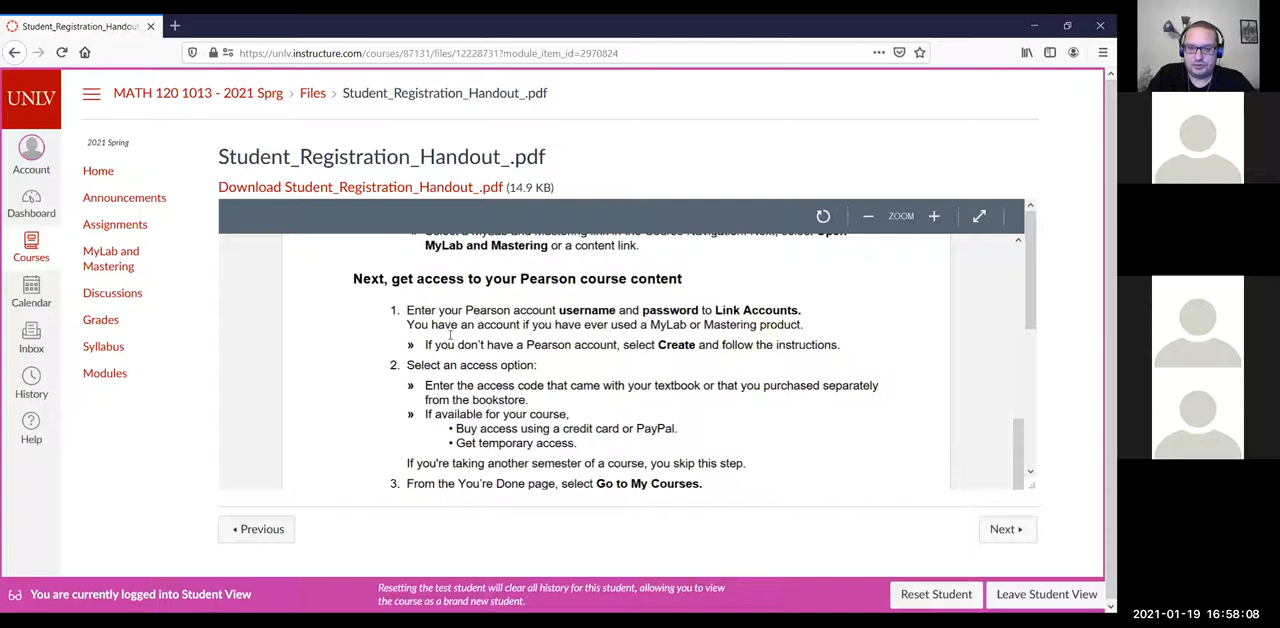 Student_Registration_Handout_
https://unlv.instructure.com/courses/87131/files/12228731?module_item_id=2970824
UNLV
MATH 120 1013 - 2021 Sprg › Files › Student_Registration_Handout_.pdf
Account
Dashboard
Courses
Calendar
Inbox
History
Help
2021 Spring
Home
Announcements
Assignments
MyLab and
Mastering
Discussions
Grades
Syllabus
Modules
Student_Registration_Handout_.pdf
Download Student_Registration_Handout_.pdf (14.9 KB)
ZOOM
MyLab and Mastering or a content link.
Next, get access to your Pearson course content
1. Enter your Pearson account username and password to Link Accounts.
You have an account if you have ever used a MyLab or Mastering product.
» If you don't have a Pearson account, select Create and follow the instructions.
2. Select an access option:
» Enter the access code that came with your textbook or that you purchased separately
from the bookstore.
» If available for your course,
• Buy access using a credit card or PayPal.
• Get temporary access.
If you're taking another semester of a course, you skip this step.
3. From the You're Done page, select Go to My Courses.
Previous
Next
You are currently logged into Student View
Resetting the test student will clear all history for this student, allowing you to view
the course as a brand new student.
Reset Student
Leave Student View
2021-01-19 16:58:08